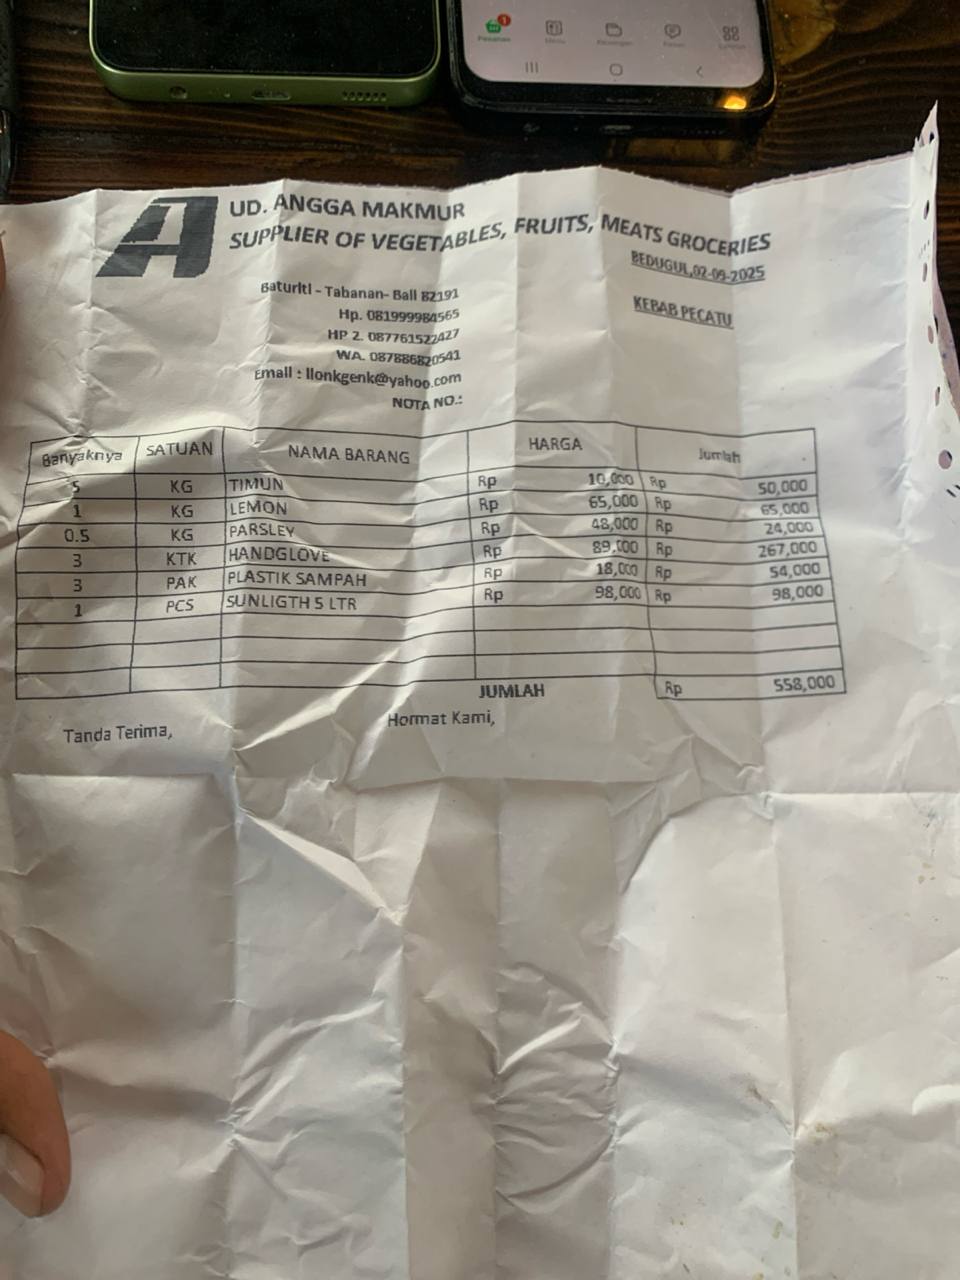 1
Pesanan
Menu
Keuangan
UD. ANGGA MAKMUR
SUPPLIER OF VEGETABLES, FRUITS, MEATS GROCERIES
BEDUGUL,02-09-2025
Baturiti - Tabanan- Bali 82191
KEBAB PECATU
Hp. 081999984565
HP 2. 087761522427
WA. 087886820541
Email : llonkgenk@yahoo.com
NOTA NO.:
Banyaknya SATUAN NAMA BARANG HARGA Jumlah
5 KG TIMUN Rp 10,000 Rp 50,000
1 KG LEMON Rp 65,000 Rp 65,000
0.5 KG PARSLEY Rp 48,000 Rp 24,000
3 KTK HANDGLOVE Rp 89,000 Rp 267,000
3 PAK PLASTIK SAMPAH Rp 18,000 Rp 54,000
1 PCS SUNLIGTH 5 LTR Rp 98,000 Rp 98,000
JUMLAH Rp 558,000
Tanda Terima, Hormat Kami,